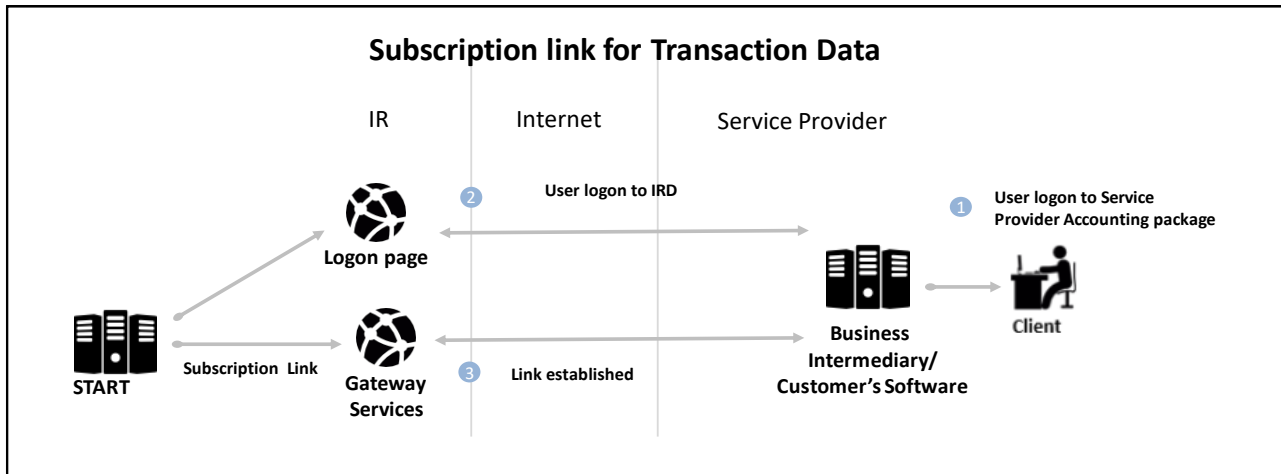 Subscription link for Transaction Data
IR
Internet
Service Provider
2
User logon to IRD
1
User logon to Service
Provider Accounting package
Logon page
Client
START
Subscription Link
Gateway
Services
3
Link established
Business
Intermediary/
Customer's Software